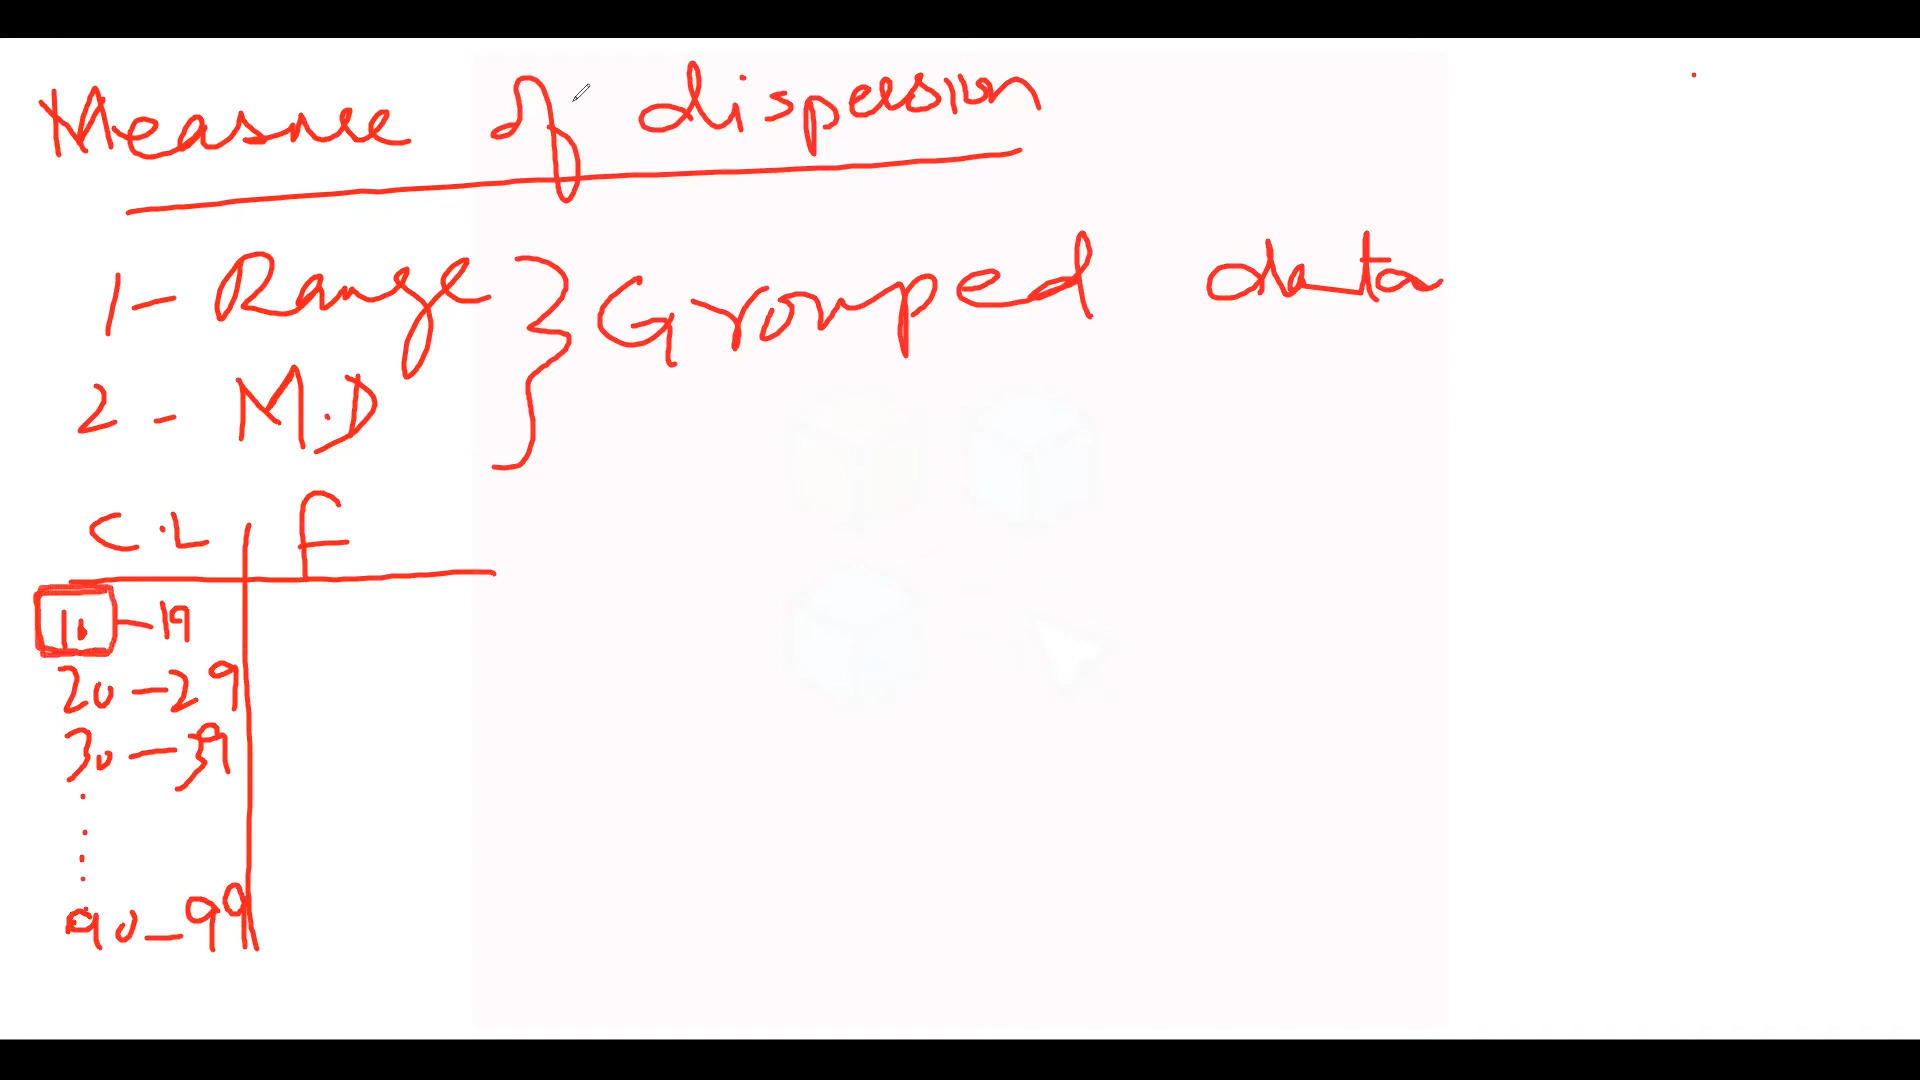 Measure of dispersion
1- Range } Grouped data
2- M.D
C.L F
10-19
20-29
30-39
90-99